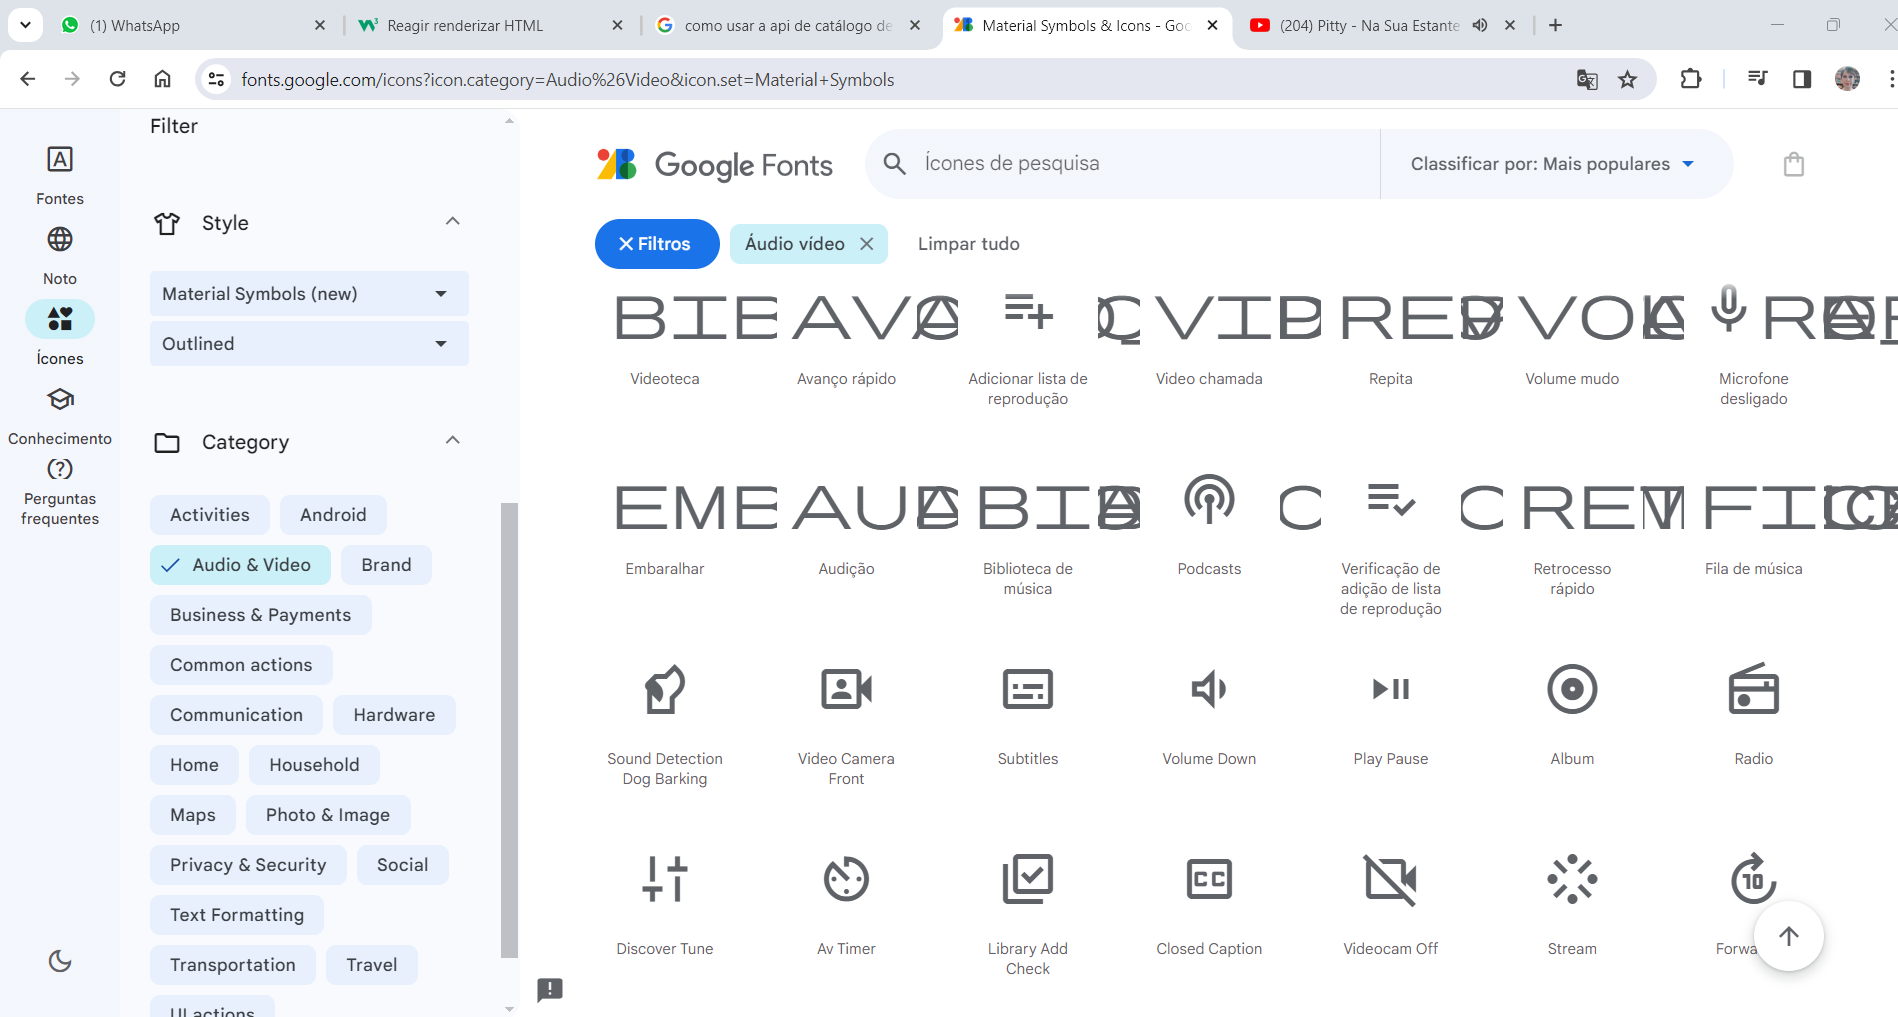 (1) WhatsApp
Reagir renderizar HTML
como usar a api de catálogo de
Material Symbols & Icons - Goo
(204) Pitty - Na Sua Estante
fonts.google.com/icons?icon.category=Audio%26Video&icon.set=Material+Symbols
Fontes
Noto
Ícones
Conhecimento
Perguntas
frequentes
Filter
Style
Material Symbols (new)
Outlined
Category
Activities
Android
Audio & Video
Brand
Business & Payments
Common actions
Communication
Hardware
Home
Household
Maps
Photo & Image
Privacy & Security
Social
Text Formatting
Transportation
Travel
UI actions
Google Fonts
Ícones de pesquisa
Classificar por: Mais populares
Filtros
Áudio vídeo
Limpar tudo
Videoteca
Avanço rápido
Adicionar lista de
reprodução
Video chamada
Repita
Volume mudo
Microfone
desligado
Embaralhar
Audição
Biblioteca de
música
Podcasts
Verificação de
adição de lista
de reprodução
Retrocesso
rápido
Fila de música
Sound Detection
Dog Barking
Video Camera
Front
Subtitles
Volume Down
Play Pause
Album
Radio
CC
10
Discover Tune
Av Timer
Library Add
Check
Closed Caption
Videocam Off
Stream
Forwa